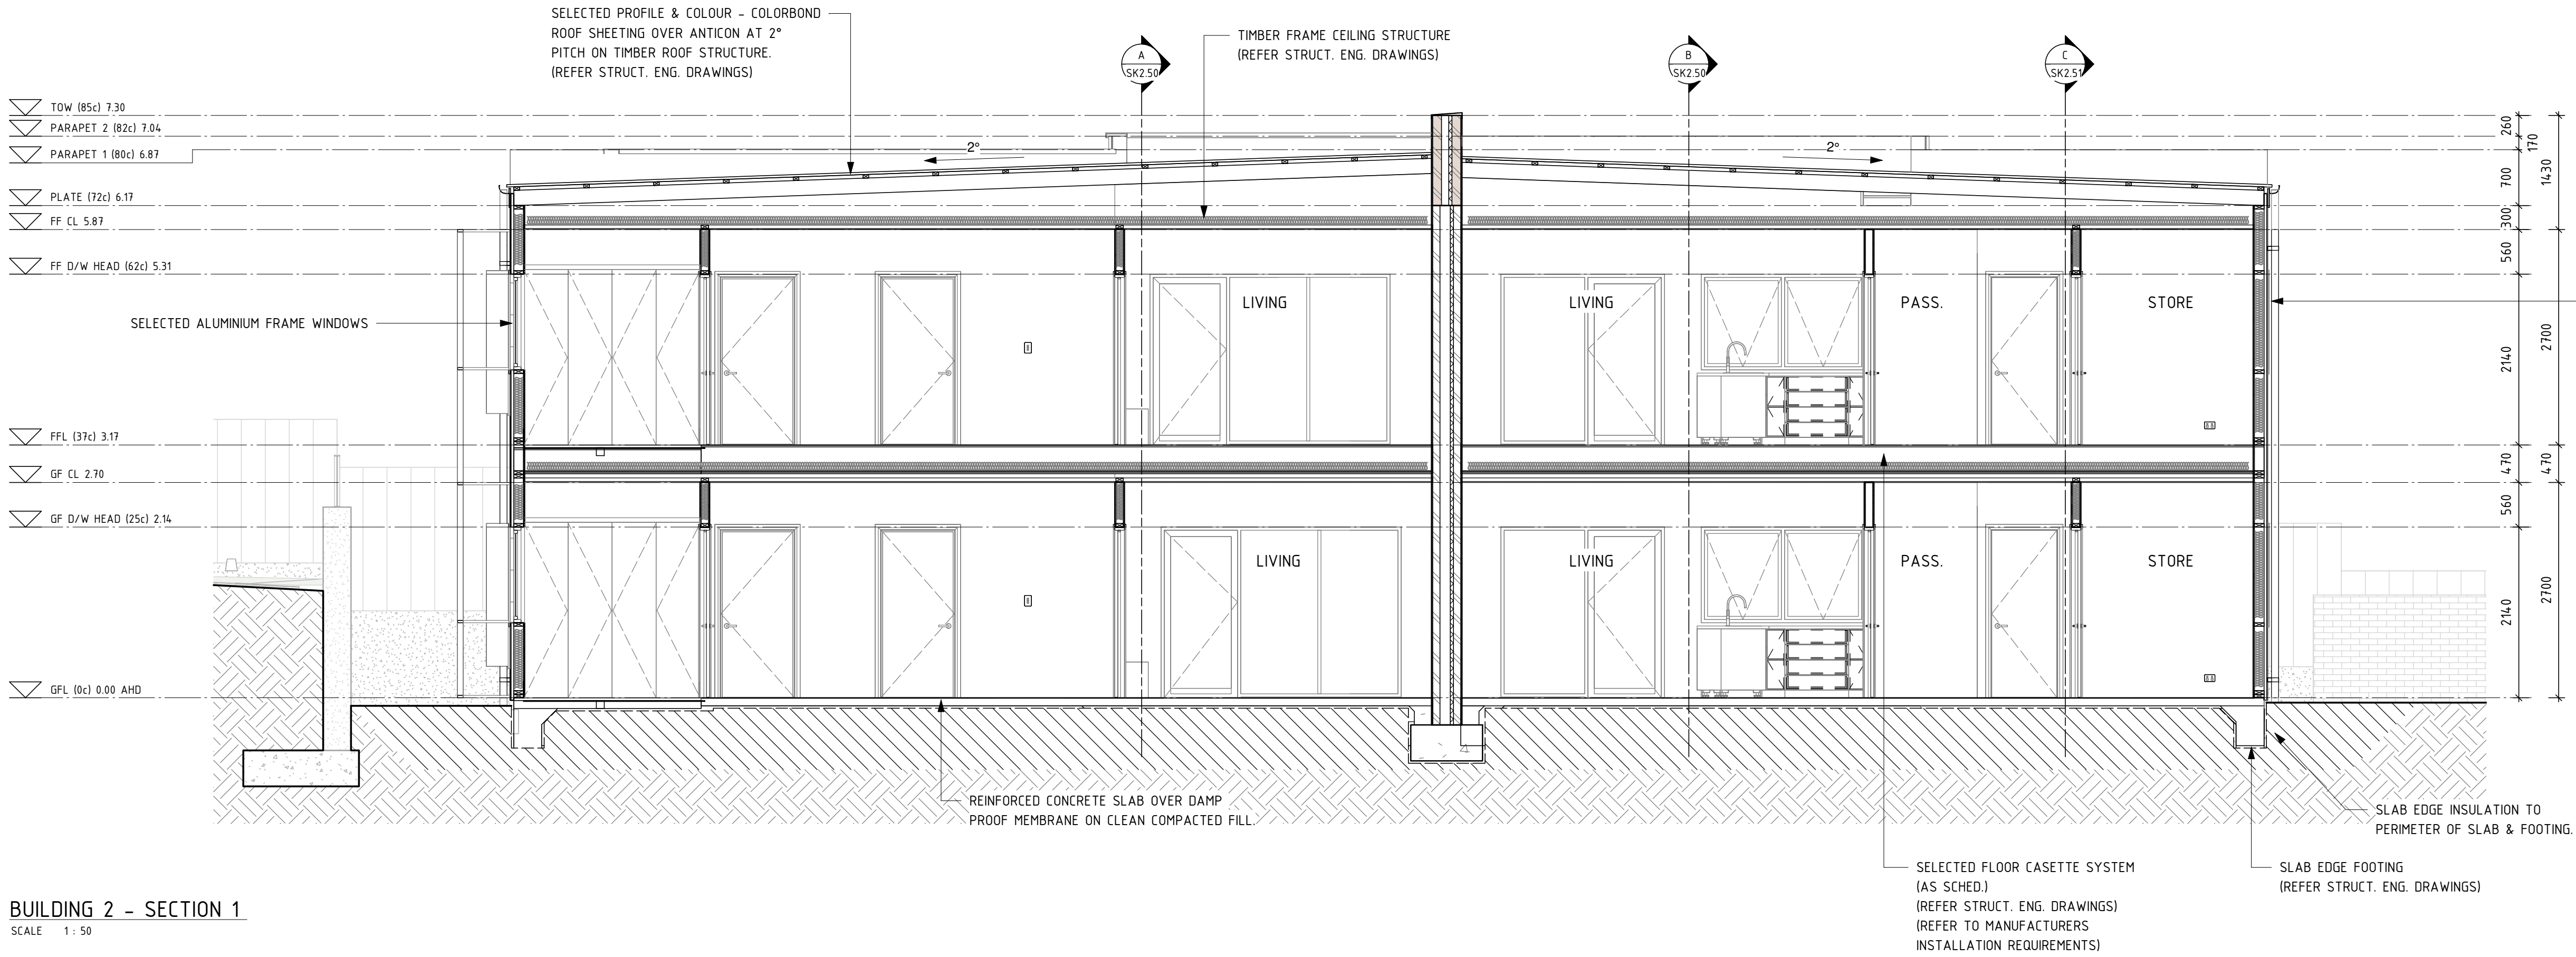 SELECTED PROFILE & COLOUR - COLORBOND
ROOF SHEETING OVER ANTICON AT 2°
PITCH ON TIMBER ROOF STRUCTURE.
(REFER STRUCT. ENG. DRAWINGS)
TIMBER FRAME CEILING STRUCTURE
(REFER STRUCT. ENG. DRAWINGS)
A
SK2.50
B
SK2.50
C
SK2.51
TOW (85c) 7.30
PARAPET 2 (82c) 7.04
PARAPET 1 (80c) 6.87
PLATE (72c) 6.17
FF CL 5.87
FF D/W HEAD (62c) 5.31
FFL (37c) 3.17
GF CL 2.70
GF D/W HEAD (25c) 2.14
GFL (0c) 0.00 AHD
2°
2°
SELECTED ALUMINIUM FRAME WINDOWS
LIVING
LIVING
PASS.
STORE
LIVING
LIVING
PASS.
STORE
260
170
700
1430
300
560
2140
2700
470
470
560
2140
2700
REINFORCED CONCRETE SLAB OVER DAMP
PROOF MEMBRANE ON CLEAN COMPACTED FILL.
SLAB EDGE INSULATION TO
PERIMETER OF SLAB & FOOTING.
SELECTED FLOOR CASETTE SYSTEM
(AS SCHED.)
(REFER STRUCT. ENG. DRAWINGS)
(REFER TO MANUFACTURERS
INSTALLATION REQUIREMENTS)
SLAB EDGE FOOTING
(REFER STRUCT. ENG. DRAWINGS)
BUILDING 2 - SECTION 1
SCALE 1 : 50